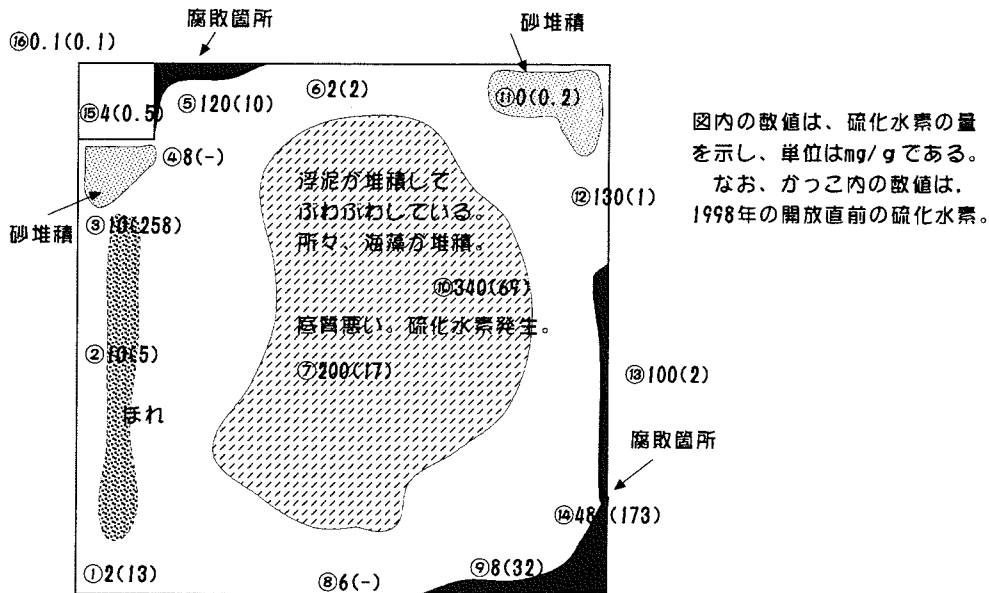 腐敗箇所
砂堆積
⑯0.1(0.1)
⑮4(0.5)
⑤120(10)
⑥2(2)
⑪0(0.2)
図内の数値は、硫化水素の量
を示し、単位はmg/gである。
なお、かっこ内の数値は、
1998年の開放直前の硫化水素。
④8(-)
浮泥が堆積して
ふわふわしている。
所々、海藻が堆積。
⑫130(1)
砂堆積
③10(258)
⑩340(69)
底質悪い。硫化水素発生。
②10(5)
⑦200(17)
⑬100(2)
ほれ
腐敗箇所
(173)
①2(13)
⑧6(-)
⑨8(32)